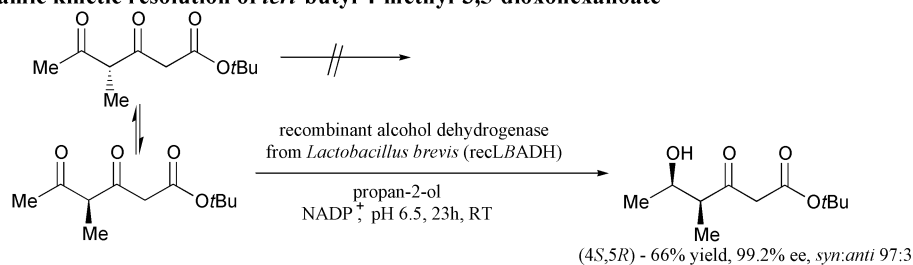 amic kinetic resolution of tert-butyl 4-methyl-3,5-dioxohexanoate
O O O
Me OtBu
Me
recombinant alcohol dehydrogenase
from Lactobacillus brevis (recLBADH)
O O O
Me OtBu
Me
propan-2-ol
NADP+, pH 6.5, 23h, RT
OH O O
Me OtBu
Me
(4S,5R) - 66% yield, 99.2% ee, syn:anti 97:3